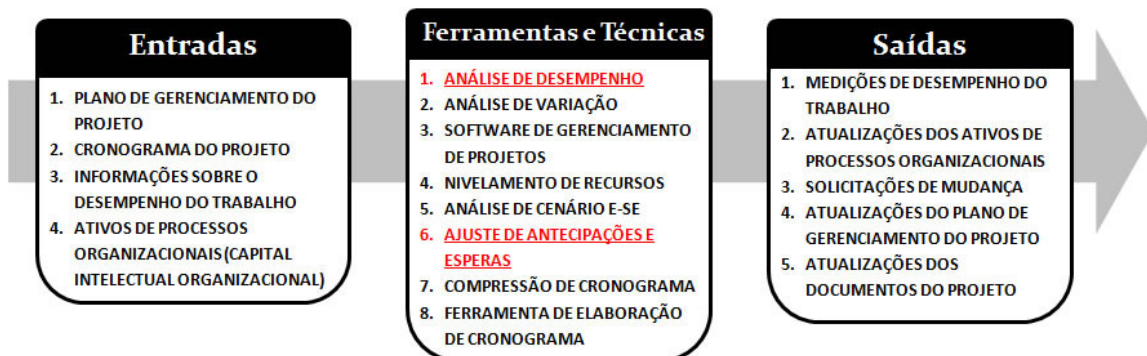 Entradas
1. PLANO DE GERENCIAMENTO DO
PROJETO
2. CRONOGRAMA DO PROJETO
3. INFORMAÇÕES SOBRE O
DESEMPENHO DO TRABALHO
4. ATIVOS DE PROCESSOS
ORGANIZACIONAIS(CAPITAL
INTELECTUAL ORGANIZACIONAL)
Ferramentas e Técnicas
1. ANÁLISE DE DESEMPENHO
2. ANÁLISE DE VARIAÇÃO
3. SOFTWARE DE GERENCIAMENTO
DE PROJETOS
4. NIVELAMENTO DE RECURSOS
5. ANÁLISE DE CENÁRIO E-SE
6. AJUSTE DE ANTECIPAÇÕES E
ESPERAS
7. COMPRESSÃO DE CRONOGRAMA
8. FERRAMENTA DE ELABORAÇÃO
DE CRONOGRAMA
Saídas
1. MEDIÇÕES DE DESEMPENHO DO
TRABALHO
2. ATUALIZAÇÕES DOS ATIVOS DE
PROCESSOS ORGANIZACIONAIS
3. SOLICITAÇÕES DE MUDANÇA
4. ATUALIZAÇÕES DO PLANO DE
GERENCIAMENTO DO PROJETO
5. ATUALIZAÇÕES DOS
DOCUMENTOS DO PROJETO